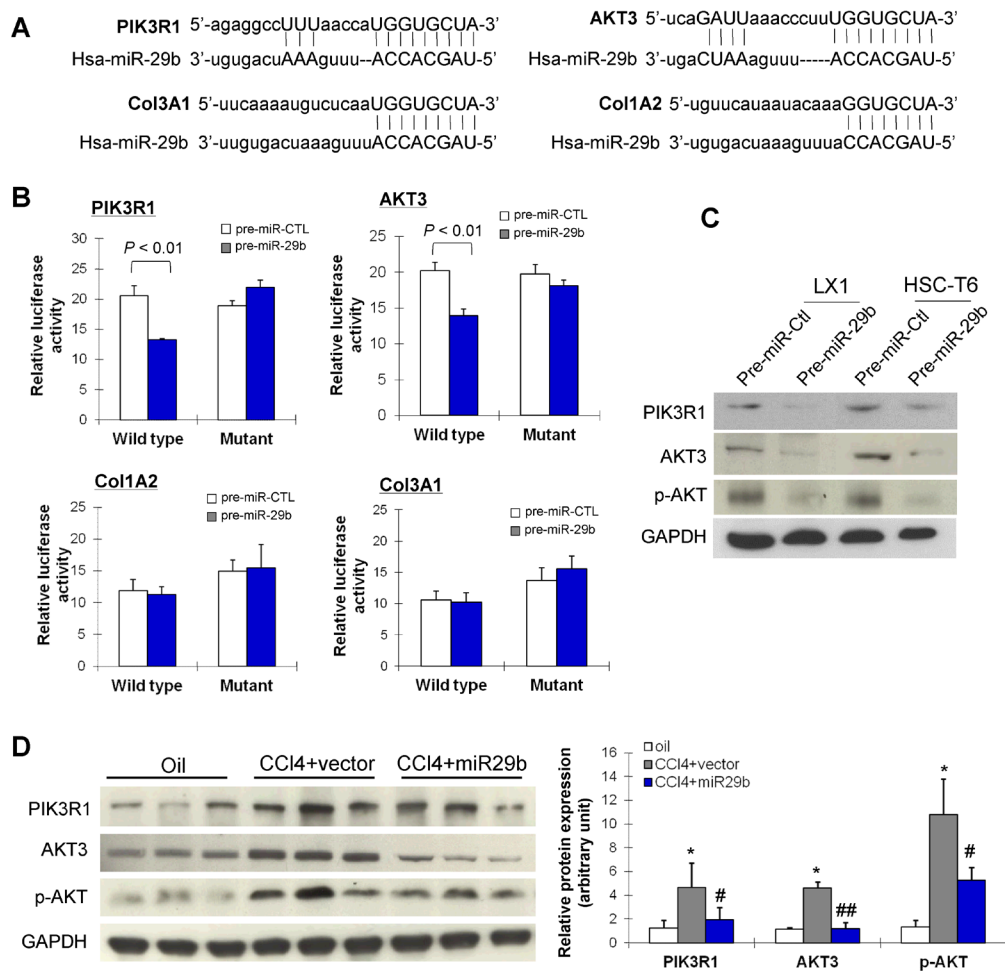 A
PIK3R1 5'-agaggccUUUaaccaUGGUGCUA-3'
Hsa-miR-29b 3'-ugugacuAAAguuu--ACCACGAU-5'
AKT3 5'-ucaGAUUaaacccuuUGGUGCUA-3'
Hsa-miR-29b 3'-ugaCUAAaguuu-----ACCACGAU-5'
Col3A1 5'-uucaaaaugucucaaUGGUGCUA-3'
Hsa-miR-29b 3'-uugugacuaaaguuuACCACGAU-5'
Col1A2 5'-uguucauaauacaaaGGUGCUA-3'
Hsa-miR-29b 3'-uugugacuaaaguuuaCCACGAU-5'
B
PIK3R1
pre-miR-CTL
pre-miR-29b
P < 0.01
Relative luciferase
activity
30
25
20
15
10
5
0
Wild type Mutant
AKT3
pre-miR-CTL
pre-miR-29b
P < 0.01
Relative luciferase
activity
25
20
15
10
5
0
Wild type Mutant
Col1A2
pre-miR-CTL
pre-miR-29b
Relative luciferase
activity
25
20
15
10
5
0
Wild type Mutant
Col3A1
pre-miR-CTL
pre-miR-29b
Relative luciferase
activity
25
20
15
10
5
0
Wild type Mutant
C
LX1 HSC-T6
Pre-miR-Ctl Pre-miR-29b Pre-miR-Ctl Pre-miR-29b
PIK3R1
AKT3
p-AKT
GAPDH
D
Oil CCl4+vector CCl4+miR29b
PIK3R1
AKT3
p-AKT
GAPDH
oil
CCl4+vector
CCl4+miR29b
Relative protein expression
(arbitrary unit)
16
14
12
10
8
6
4
2
0
* # * ## * #
PIK3R1 AKT3 p-AKT